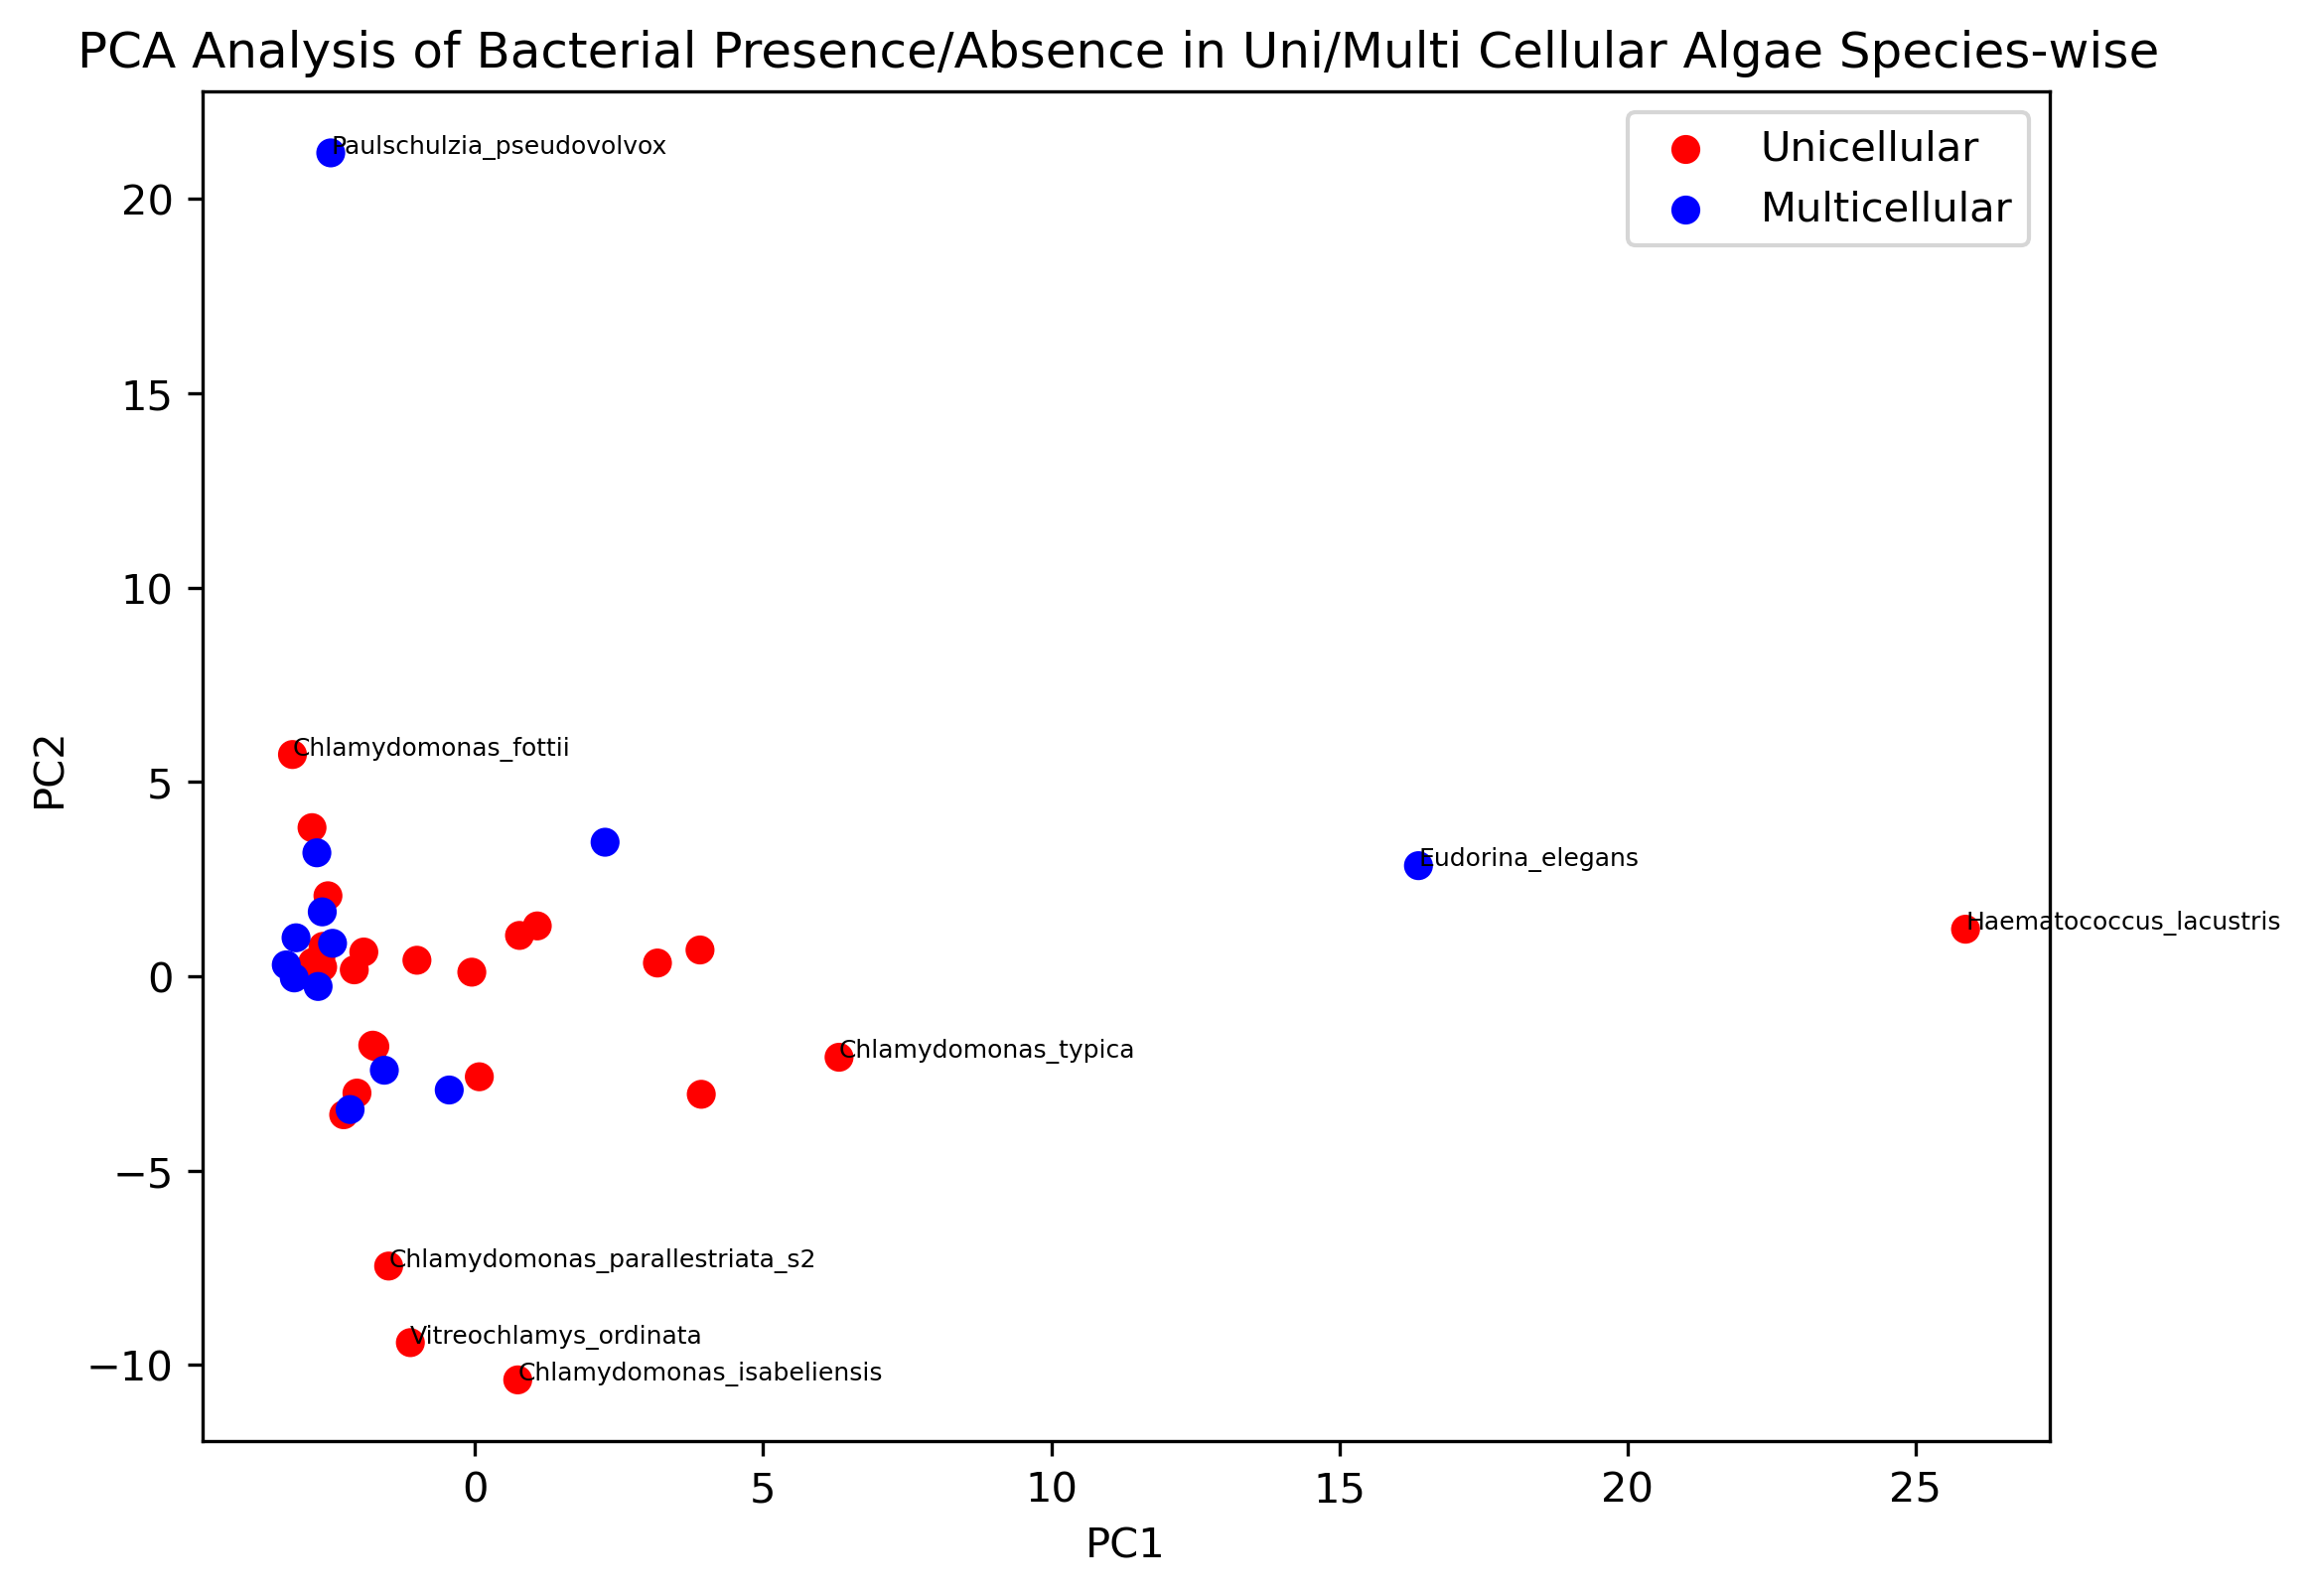 PCA Analysis of Bacterial Presence/Absence in Uni/Multi Cellular Algae Species-wise
Unicellular
Multicellular
Paulschulzia_pseudovolvox
Chlamydomonas_fottii
Eudorina_elegans
Haematococcus_lacustris
Chlamydomonas_typica
Chlamydomonas_parallestriata_s2
Vitreochlamys_ordinata
Chlamydomonas_isabeliensis
PC2
20
15
10
5
0
−5
−10
0 5 10 15 20 25
PC1